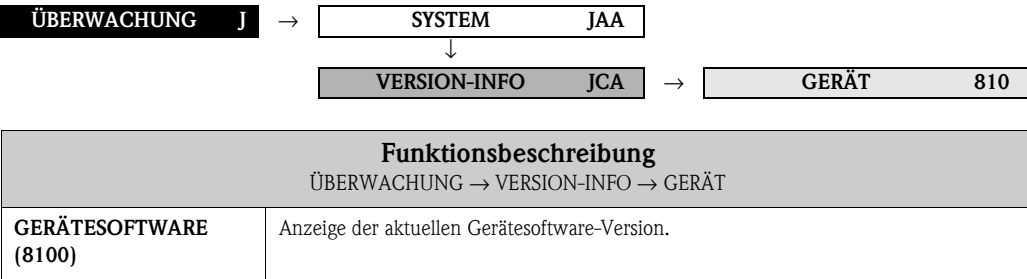 ÜBERWACHUNG J → SYSTEM JAA
↓
VERSION-INFO JCA → GERÄT 810
Funktionsbeschreibung
ÜBERWACHUNG → VERSION-INFO → GERÄT
GERÄTESOFTWARE Anzeige der aktuellen Gerätesoftware-Version.
(8100)